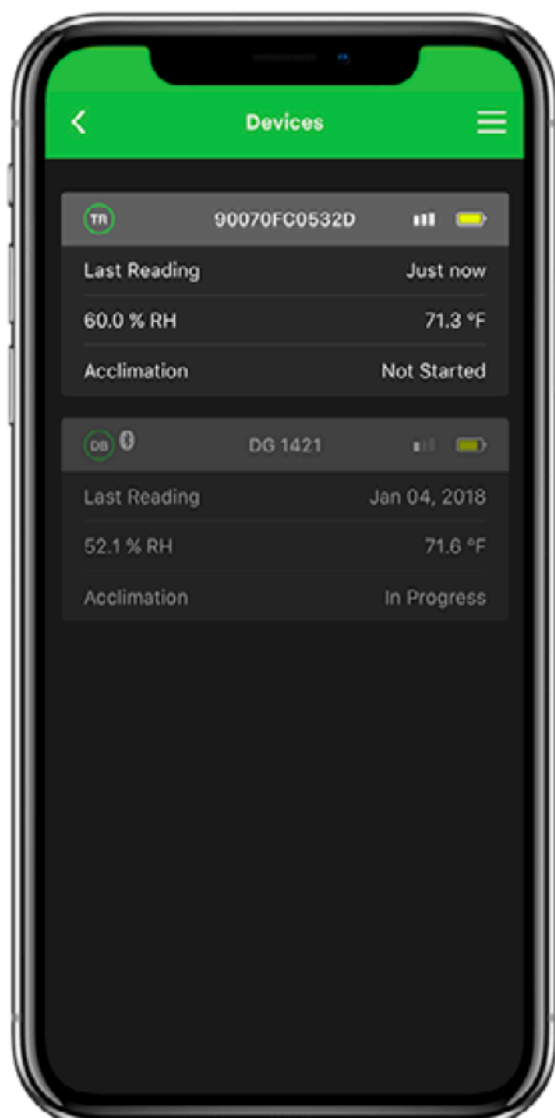 Devices
TR 90070FC0532D
Last Reading Just now
60.0 % RH 71.3 °F
Acclimation Not Started
DB DG 1421
Last Reading Jan 04, 2018
52.1 % RH 71.6 °F
Acclimation In Progress